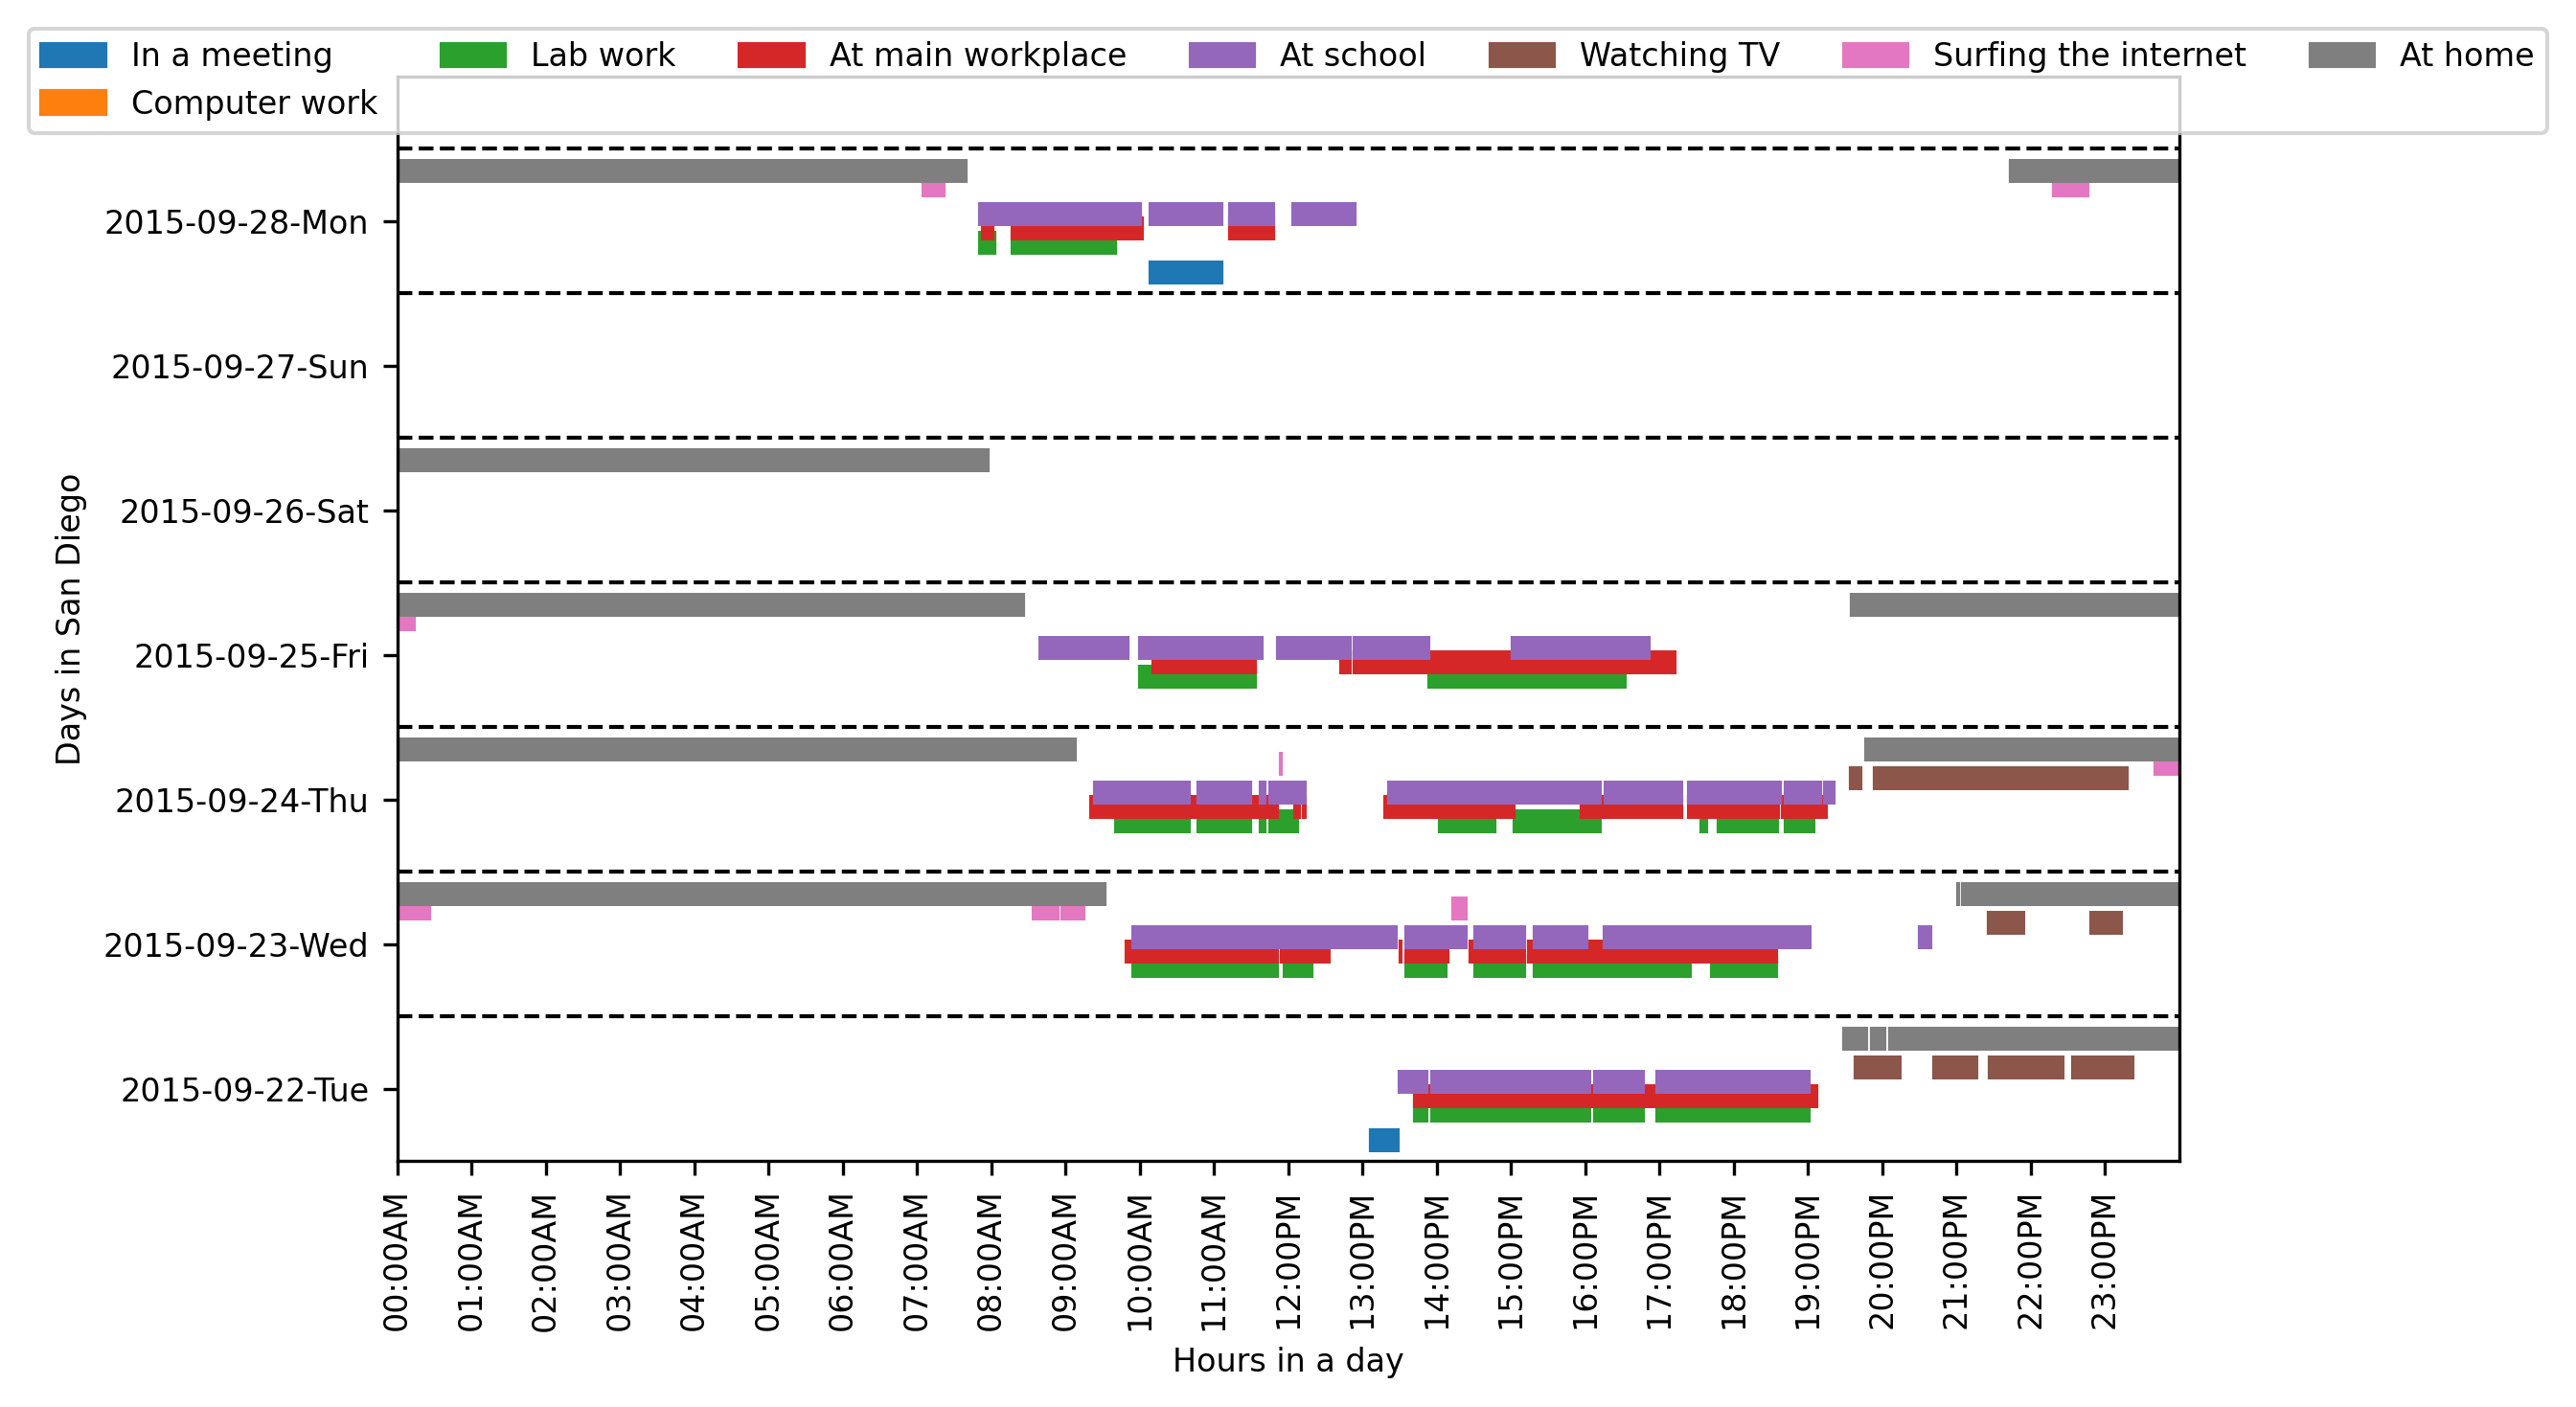 In a meeting Lab work At main workplace At school Watching TV Surfing the internet At home
Computer work
Days in San Diego
2015-09-28-Mon
2015-09-27-Sun
2015-09-26-Sat
2015-09-25-Fri
2015-09-24-Thu
2015-09-23-Wed
2015-09-22-Tue
00:00AM 01:00AM 02:00AM 03:00AM 04:00AM 05:00AM 06:00AM 07:00AM 08:00AM 09:00AM 10:00AM 11:00AM 12:00PM 13:00PM 14:00PM 15:00PM 16:00PM 17:00PM 18:00PM 19:00PM 20:00PM 21:00PM 22:00PM 23:00PM
Hours in a day